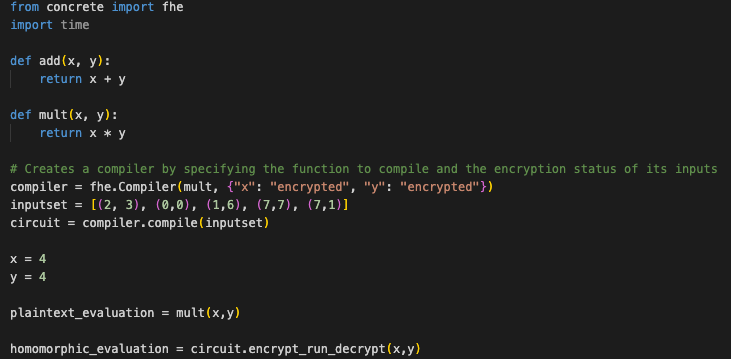 from concrete import fhe
import time
def add(x, y):
    return x + y
def mult(x, y):
    return x * y
# Creates a compiler by specifying the function to compile and the encryption status of its inputs
compiler = fhe.Compiler(mult, {"x": "encrypted", "y": "encrypted"})
inputset = [(2, 3), (0,0), (1,6), (7,7), (7,1)]
circuit = compiler.compile(inputset)
x = 4
y = 4
plaintext_evaluation = mult(x,y)
homomorphic_evaluation = circuit.encrypt_run_decrypt(x,y)